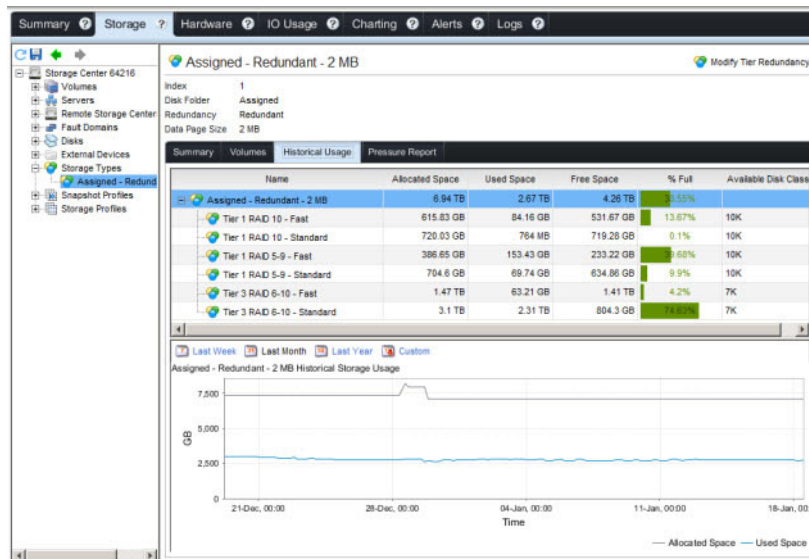 Summary ? Storage ? Hardware ? IO Usage ? Charting ? Alerts ? Logs ?
Storage Center 64216
Volumes
Servers
Remote Storage Center
Fault Domains
Disks
External Devices
Storage Types
Assigned - Redund
Snapshot Profiles
Storage Profiles
Assigned - Redundant - 2 MB
Modify Tier Redundancy
Index 1
Disk Folder Assigned
Redundancy Redundant
Data Page Size 2 MB
Summary Volumes Historical Usage Pressure Report
Name Allocated Space Used Space Free Space % Full Available Disk Class
Assigned - Redundant - 2 MB 6.94 TB 2.67 TB 4.26 TB
Tier 1 RAID 10 - Fast 615.83 GB 84.16 GB 531.67 GB 13.67% 10K
Tier 1 RAID 10 - Standard 720.03 GB 764 MB 719.28 GB 0.1% 10K
Tier 1 RAID 5-9 - Fast 386.65 GB 153.43 GB 233.22 GB 39.68% 10K
Tier 1 RAID 5-9 - Standard 704.6 GB 69.74 GB 634.86 GB 9.9% 10K
Tier 3 RAID 6-10 - Fast 1.47 TB 63.21 GB 1.41 TB 4.2% 7K
Tier 3 RAID 6-10 - Standard 3.1 TB 2.31 TB 804.3 GB 74.63% 7K
Last Week Last Month Last Year Custom
Assigned - Redundant - 2 MB Historical Storage Usage
7,500
5,000
2,500
0
GB
21-Dec, 00:00 28-Dec, 00:00 04-Jan, 00:00 11-Jan, 00:00 18-Jan, 00
Time
Allocated Space Used Space